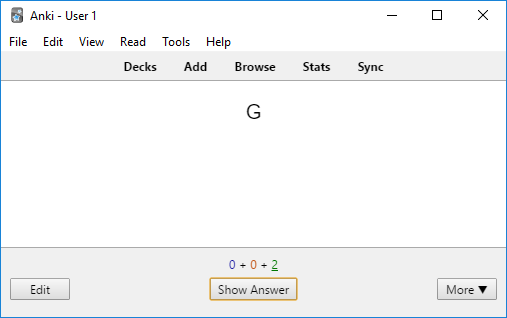 Anki - User 1
File Edit View Read Tools Help
Decks Add Browse Stats Sync
G
0 + 0 + 2
Edit Show Answer More ▼